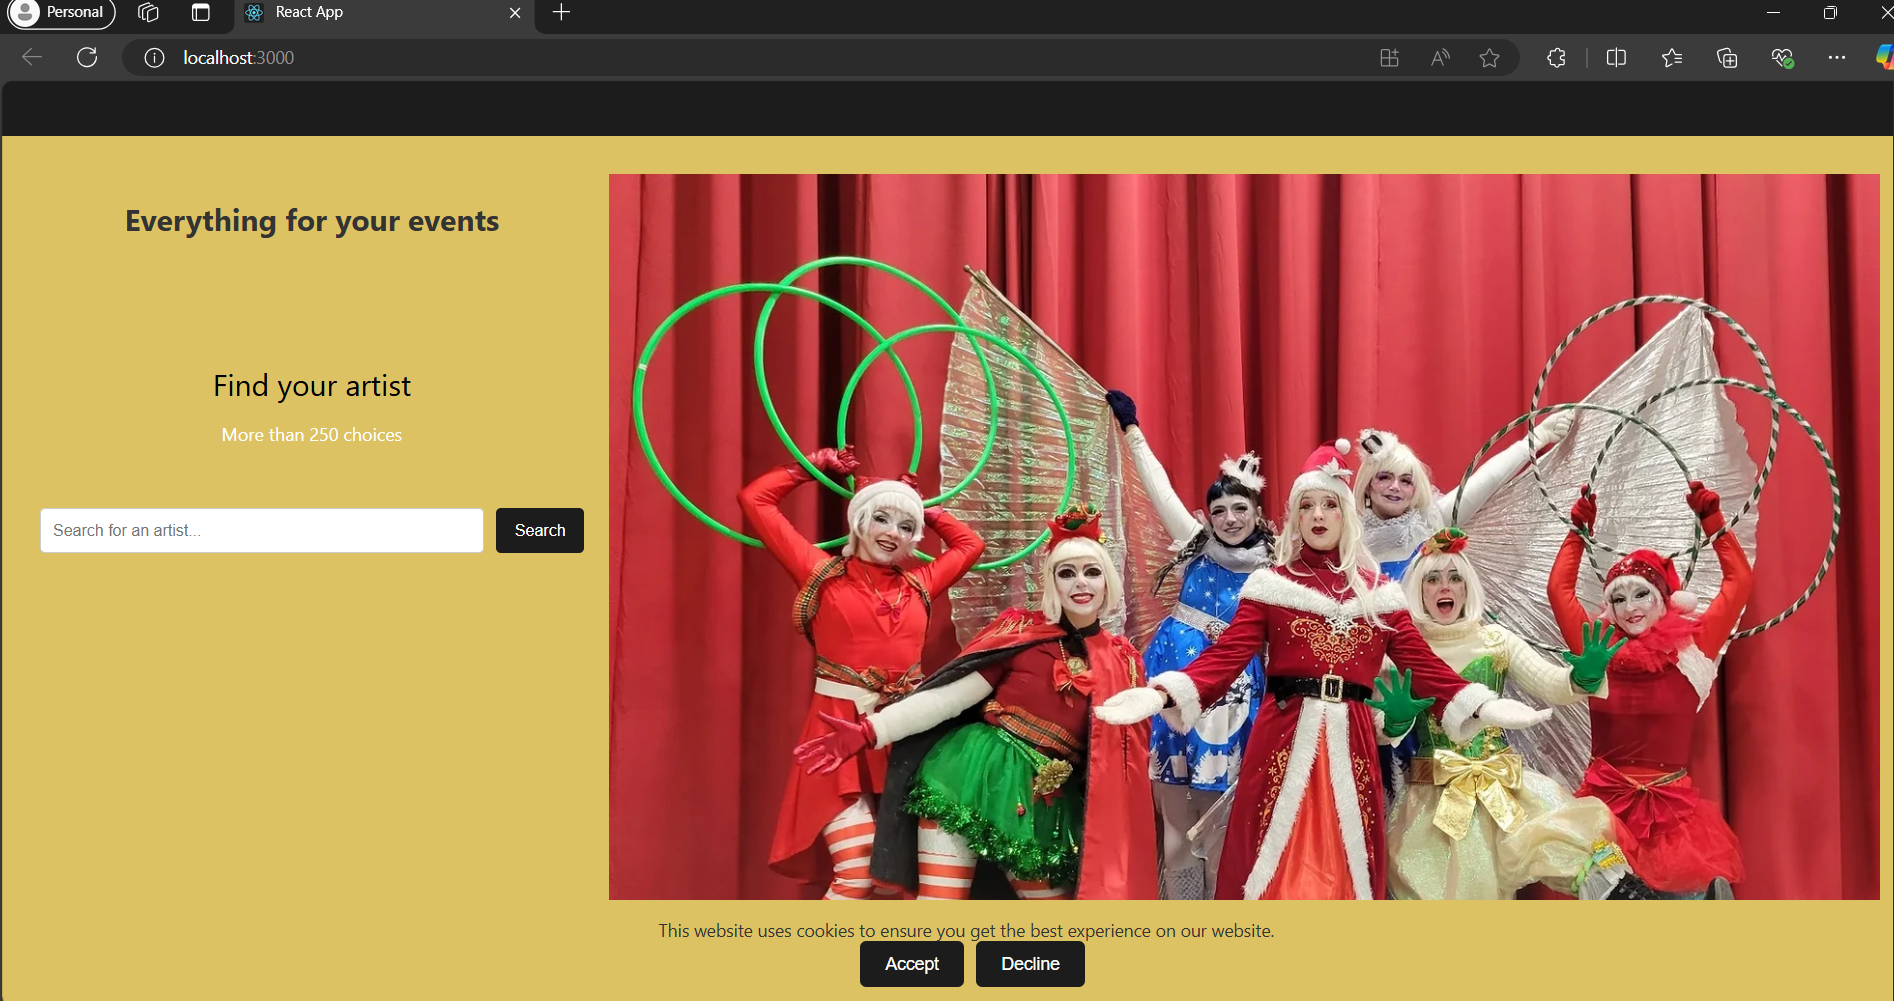 Personal
React App
localhost:3000
Everything for your events
Find your artist
More than 250 choices
Search for an artist...
Search
This website uses cookies to ensure you get the best experience on our website.
Accept
Decline